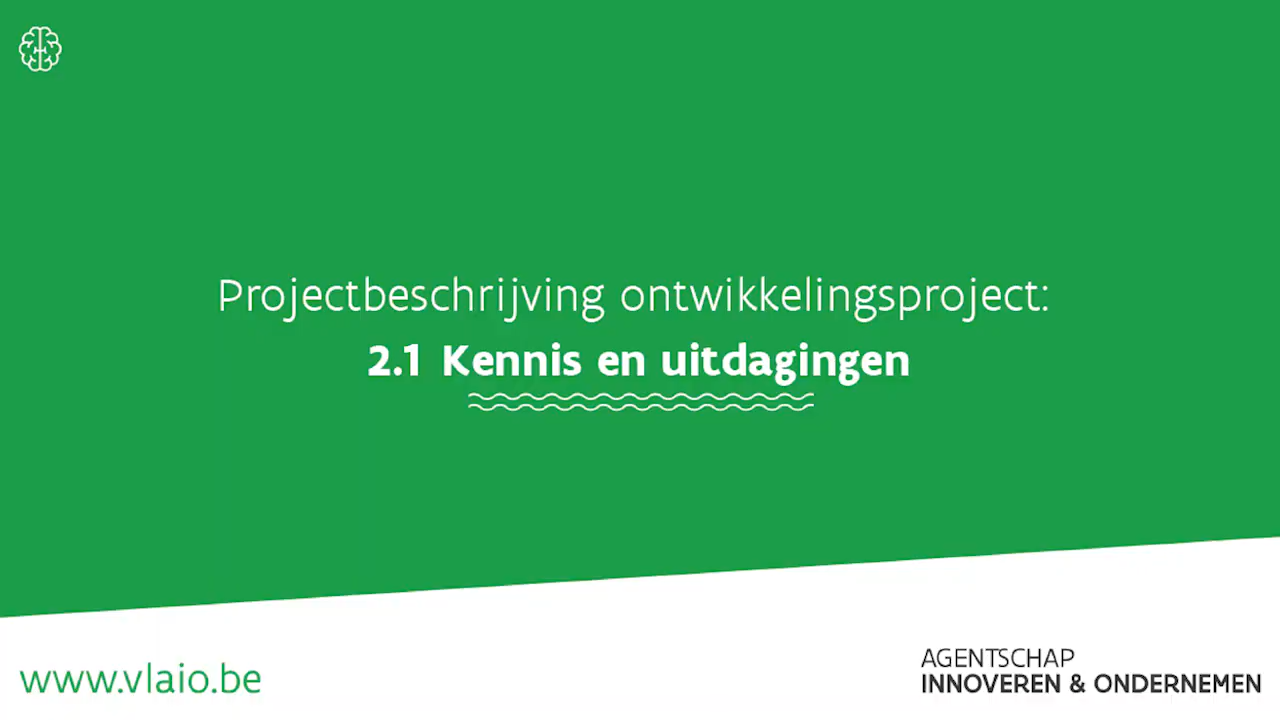 Projectbeschrijving ontwikkelingsproject:
2.1 Kennis en uitdagingen
www.vlaio.be
AGENTSCHAP
INNOVEREN & ONDERNEMEN